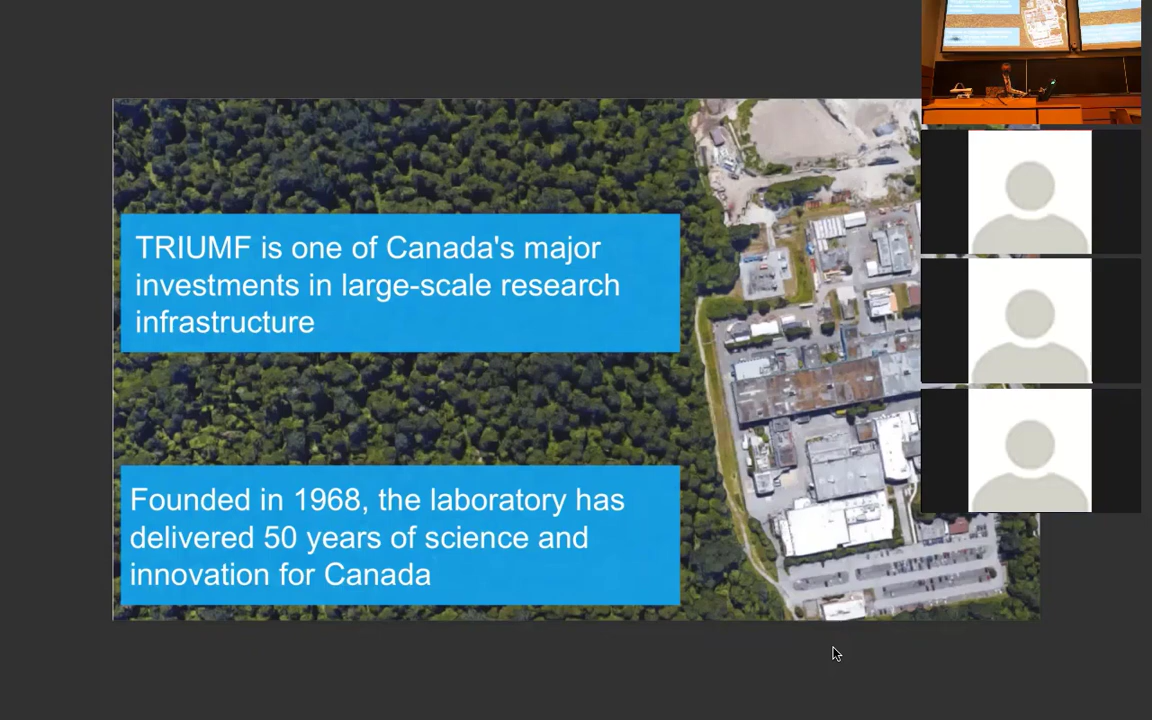 TRIUMF is one of Canada's major
investments in large-scale research
infrastructure
Founded in 1968, the laboratory has
delivered 50 years of science and
innovation for Canada